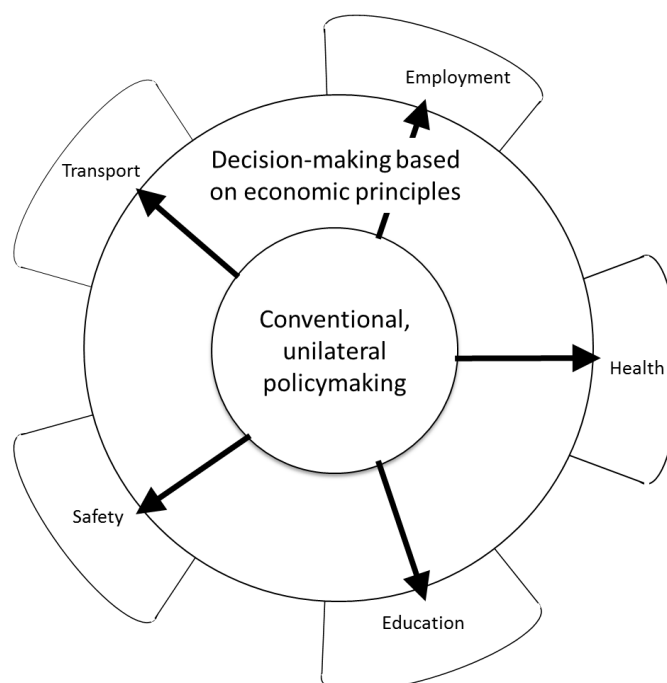 Employment
Decision-making based
on economic principles
Transport
Conventional,
unilateral
policymaking
Health
Safety
Education